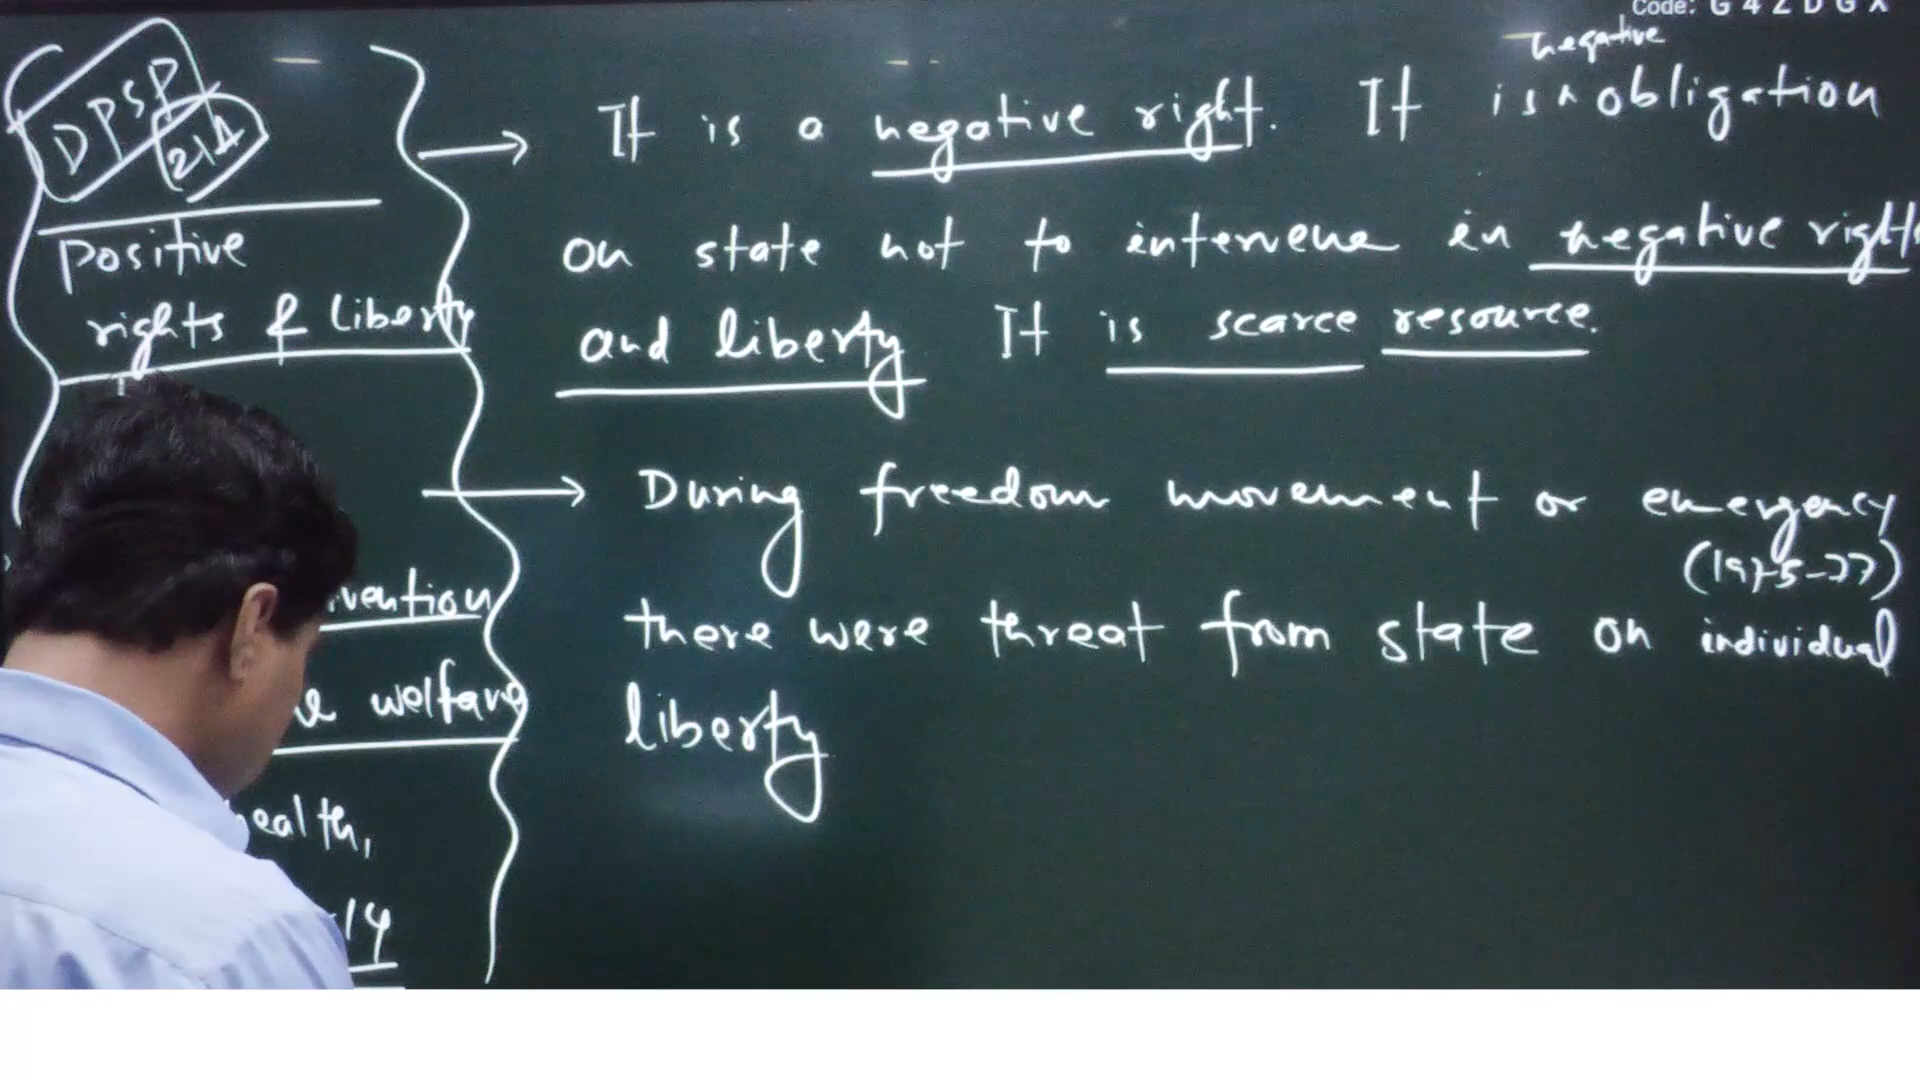 Code: G 4 Z D G X
DPSP
21A
positive
rights & liberty
welfare
health,
negative
→ It is a negative right. It is ^ obligation
on state not to intervene in negative rights
and liberty It is scarce resource.
→ During freedom movement or emergency
(1975-77)
there were threat from state on individual
liberty